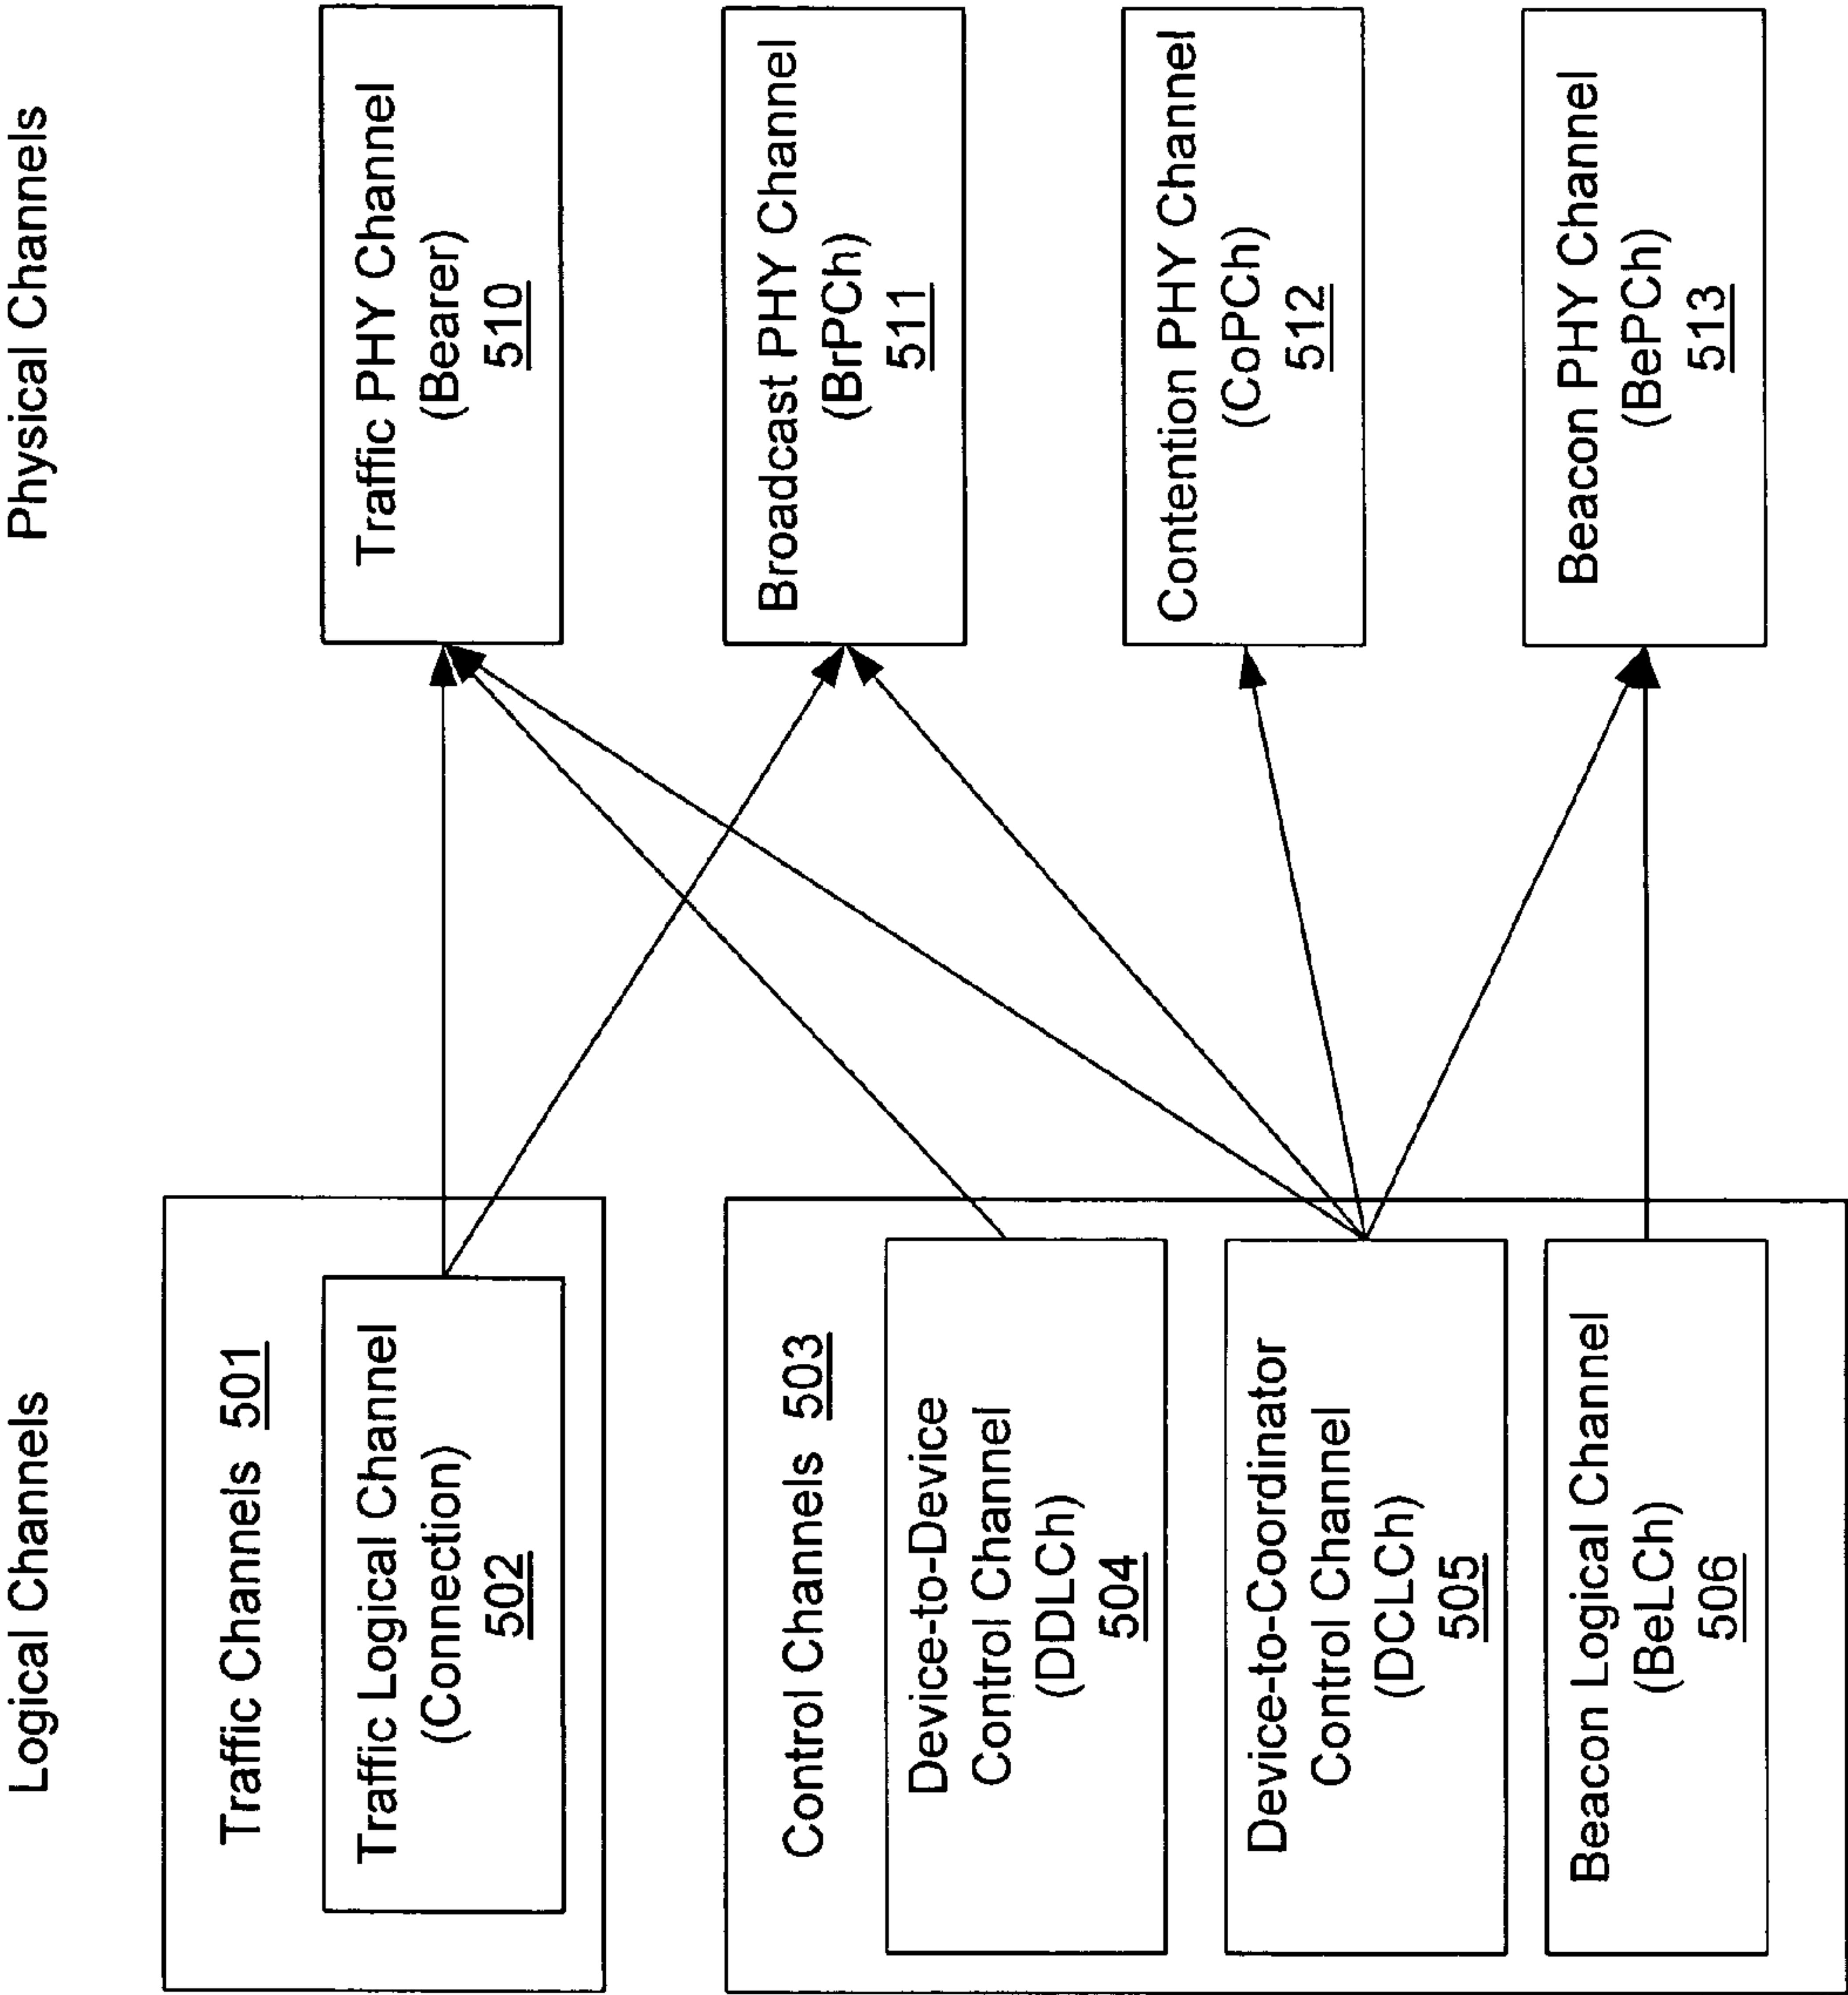 Logical Channels
Traffic Channels 501
Traffic Logical Channel
(Connection)
502
Control Channels 503
Device-to-Device
Control Channel
(DDLCh)
504
Device-to-Coordinator
Control Channel
(DCLCh)
505
Beacon Logical Channel
(BeLCh)
506
Physical Channels
Traffic PHY Channel
(Bearer)
510
Broadcast PHY Channel
(BrPCh)
511
Contention PHY Channel
(CoPCh)
512
Beacon PHY Channel
(BePCh)
513